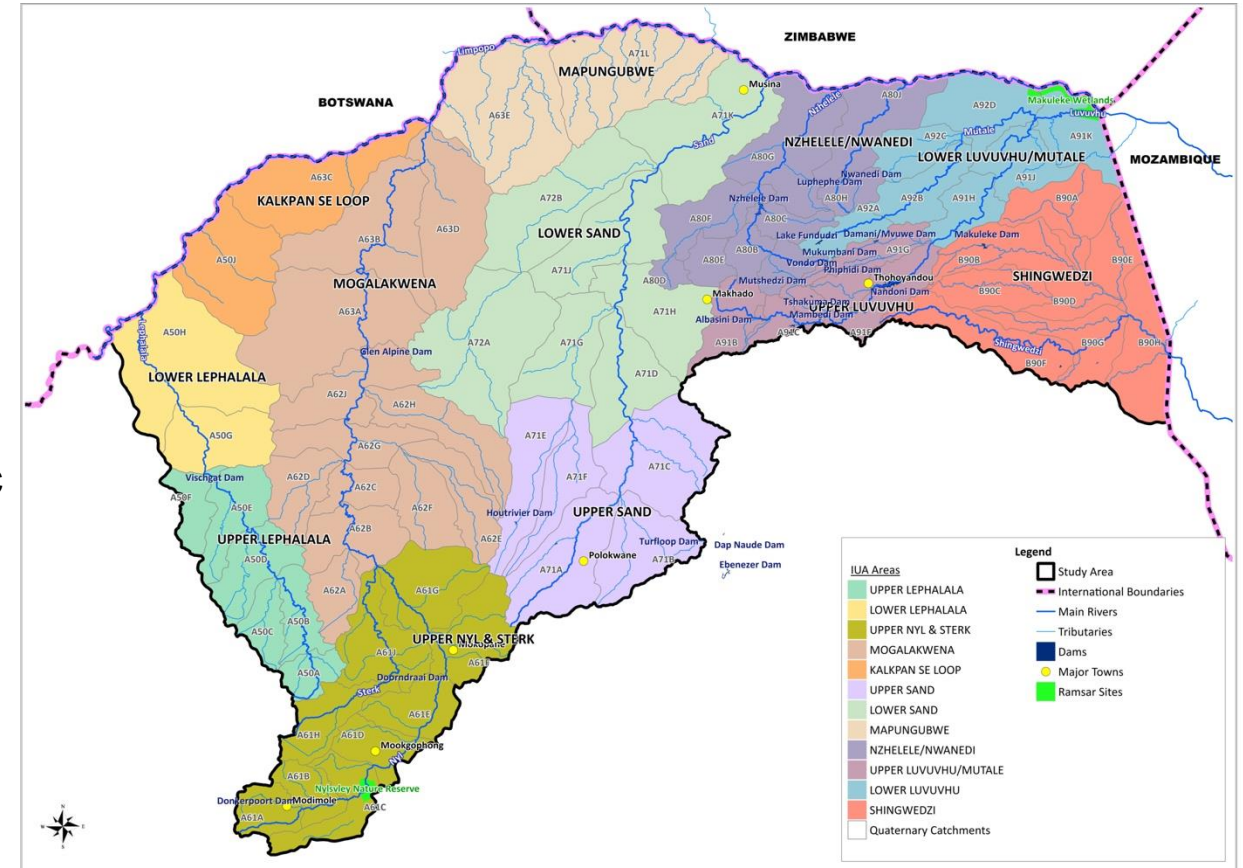 ZIMBABWE
BOTSWANA
MOZAMBIQUE
Limpopo
A71L
MAPUNGUBWE
Musina
A63E
A71K
Nzhelele
A80J
A92D
Makuleke Wetlands
Luvuvhu
Sand
A80G
NZHELELE/NWANEDI
A92C
Mutale
A91K
LOWER LUVUVHU/MUTALE
A63C
KALKPAN SE LOOP
A72B
Nwanedi Dam
Luphephe Dam
A91J
Nzhelele Dam
A80H
A92B
A91H
B90A
A92A
A63D
A63B
LOWER SAND
A80F
A80C
Lake Fundudzi
Damani/Mvuwe Dam
Makuleke Dam
A50J
A71J
A80B
Mukumbani Dam
A91G
A80E
Vondo Dam
B90B
B90E
MOGALAKWENA
Phiphidi Dam
SHINGWEDZI
A80D
Mutshedzi Dam
Thohoyandou
Nandoni Dam
B90C
Makhado
Tshakuma Dam
B90D
A63A
UPPER LUVUVHU
Mambedi Dam
A71H
Albasini Dam
Lephalala
A50H
A91C
A91F
A72A
A71G
A91B
Shingwedzi
B90G
B90H
Glen Alpine Dam
B90F
LOWER LEPHALALA
A71D
A62J
A62H
A50G
A62G
A71E
A71C
Vischgat Dam
A62D
A71F
A50F
A62C
A50E
A62F
Houtrivier Dam
UPPER SAND
UPPER LEPHALALA
A62B
A62E
Turfloop Dam
Dap Naude Dam
A50D
Polokwane
A71B
Ebenezer Dam
A71A
A62A
A61G
A50C
A50B
UPPER NYL & STERK
Mokopane
A61J
A61F
A50A
Doorndraai Dam
Sterk
A61E
A61H
A61D
Mookgophong
Nyl
A61B
Nylsvley Nature Reserve
Donkerpoort Dam
Modimole
A61C
A61A
N
W
E
S
Legend
IUA Areas
UPPER LEPHALALA
LOWER LEPHALALA
UPPER NYL & STERK
MOGALAKWENA
KALKPAN SE LOOP
UPPER SAND
LOWER SAND
MAPUNGUBWE
NZHELELE/NWANEDI
UPPER LUVUVHU/MUTALE
LOWER LUVUVHU
SHINGWEDZI
Quaternary Catchments
Study Area
International Boundaries
Main Rivers
Tributaries
Dams
Major Towns
Ramsar Sites